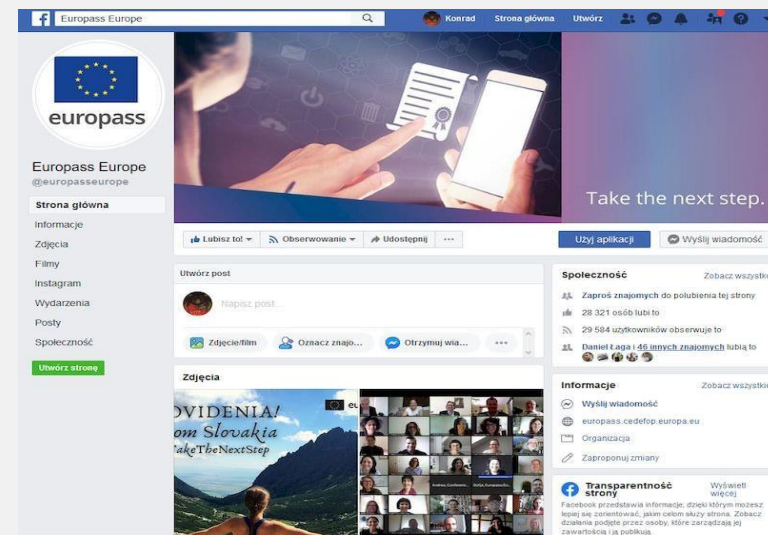 Europass Europe
Konrad
Strona główna
Utwórz
europass
Europass Europe
@europasseurope
Strona główna
Informacje
Zdjęcia
Filmy
Instagram
Wydarzenia
Posty
Społeczność
Utwórz stronę
Take the next step.
Lubisz to!
Obserwowanie
Udostępnij
Użyj aplikacji
Wyślij wiadomość
Utwórz post
Napisz post...
Zdjęcie/film
Oznacz znajo...
Otrzymuj wia...
Zdjęcia
OVIDENIA!
om Slovakia
TakeTheNextStep
Społeczność
Zobacz wszystko
Zaproś znajomych do polubienia tej strony
28 321 osób lubi to
29 584 użytkowników obserwuje to
Daniel Łaga i 46 innych znajomych lubią to
Informacje
Zobacz wszystko
Wyślij wiadomość
europass.cedefop.europa.eu
Organizacja
Zaproponuj zmiany
Transparentność
strony
Wyświetl
więcej
Facebook przedstawia informacje, dzięki którym możesz
lepiej się zorientować, jakim celom służy strona. Zobacz
działania podjęte przez osoby, które zarządzają jej
zawartością i ją publikują.